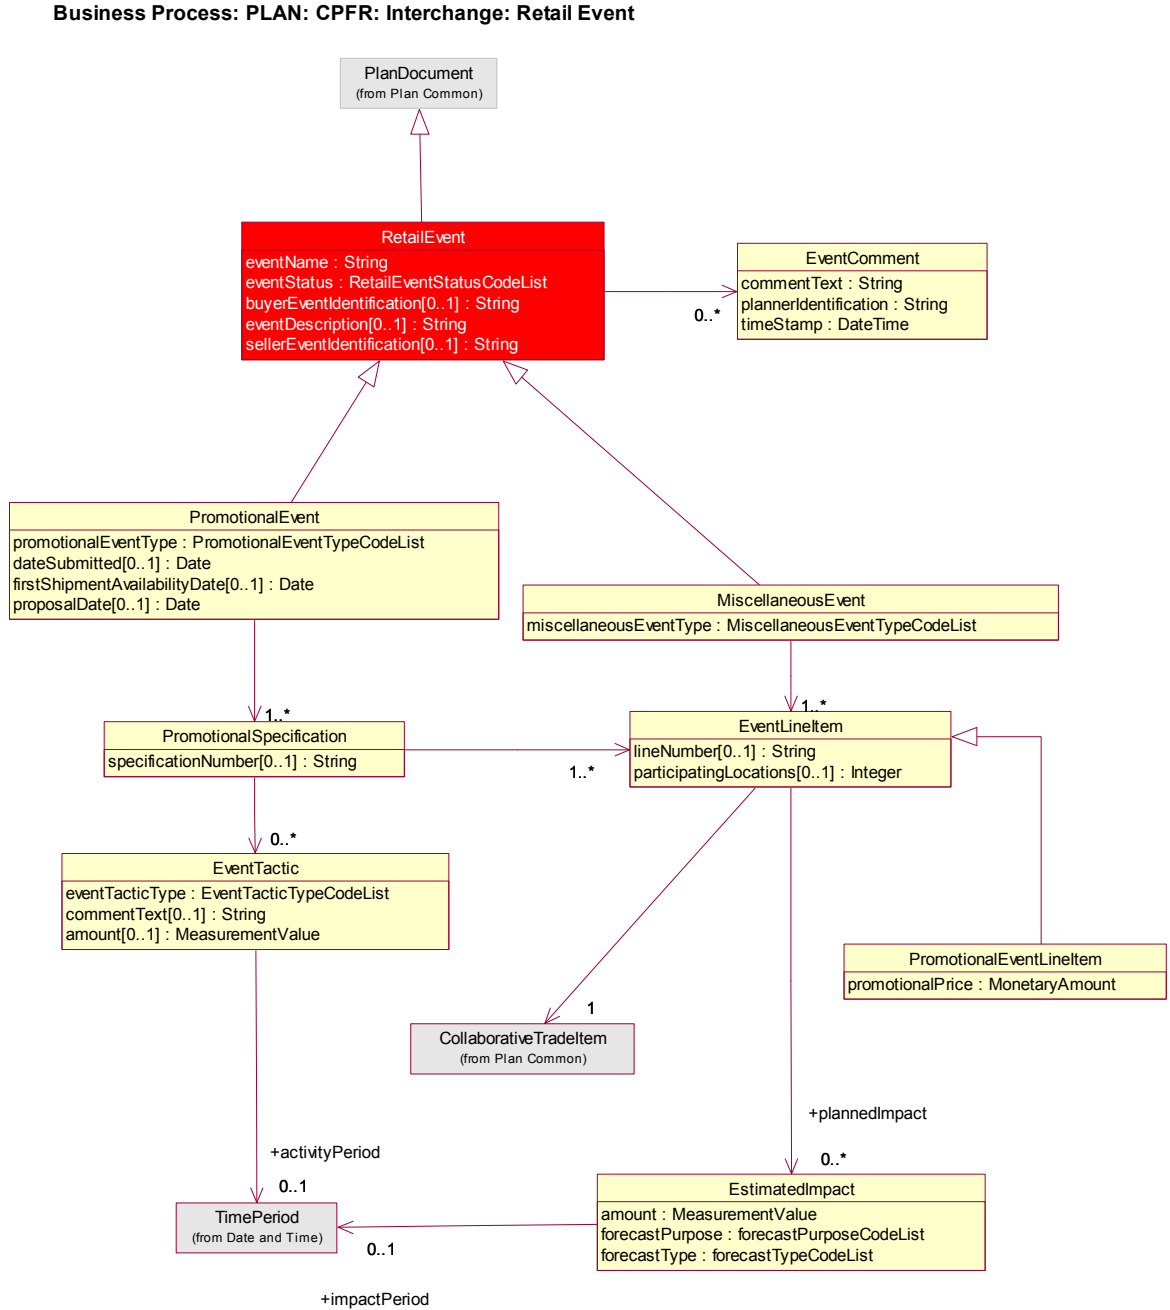 Business Process: PLAN: CPFR: Interchange: Retail Event
PlanDocument
(from Plan Common)
RetailEvent
eventName : String
eventStatus : RetailEventStatusCodeList
buyerEventIdentification[0..1] : String
eventDescription[0..1] : String
sellerEventIdentification[0..1] : String
EventComment
commentText : String
plannerIdentification : String
timeStamp : DateTime
0..*
PromotionalEvent
promotionalEventType : PromotionalEventTypeCodeList
dateSubmitted[0..1] : Date
firstShipmentAvailabilityDate[0..1] : Date
proposalDate[0..1] : Date
MiscellaneousEvent
miscellaneousEventType : MiscellaneousEventTypeCodeList
1..*
1..*
PromotionalSpecification
specificationNumber[0..1] : String
EventLineItem
lineNumber[0..1] : String
participatingLocations[0..1] : Integer
1..*
0..*
EventTactic
eventTacticType : EventTacticTypeCodeList
commentText[0..1] : String
amount[0..1] : MeasurementValue
PromotionalEventLineItem
promotionalPrice : MonetaryAmount
1
CollaborativeTradeItem
(from Plan Common)
+plannedImpact
0..*
+activityPeriod
0..1
TimePeriod
(from Date and Time)
EstimatedImpact
amount : MeasurementValue
forecastPurpose : forecastPurposeCodeList
forecastType : forecastTypeCodeList
0..1
+impactPeriod